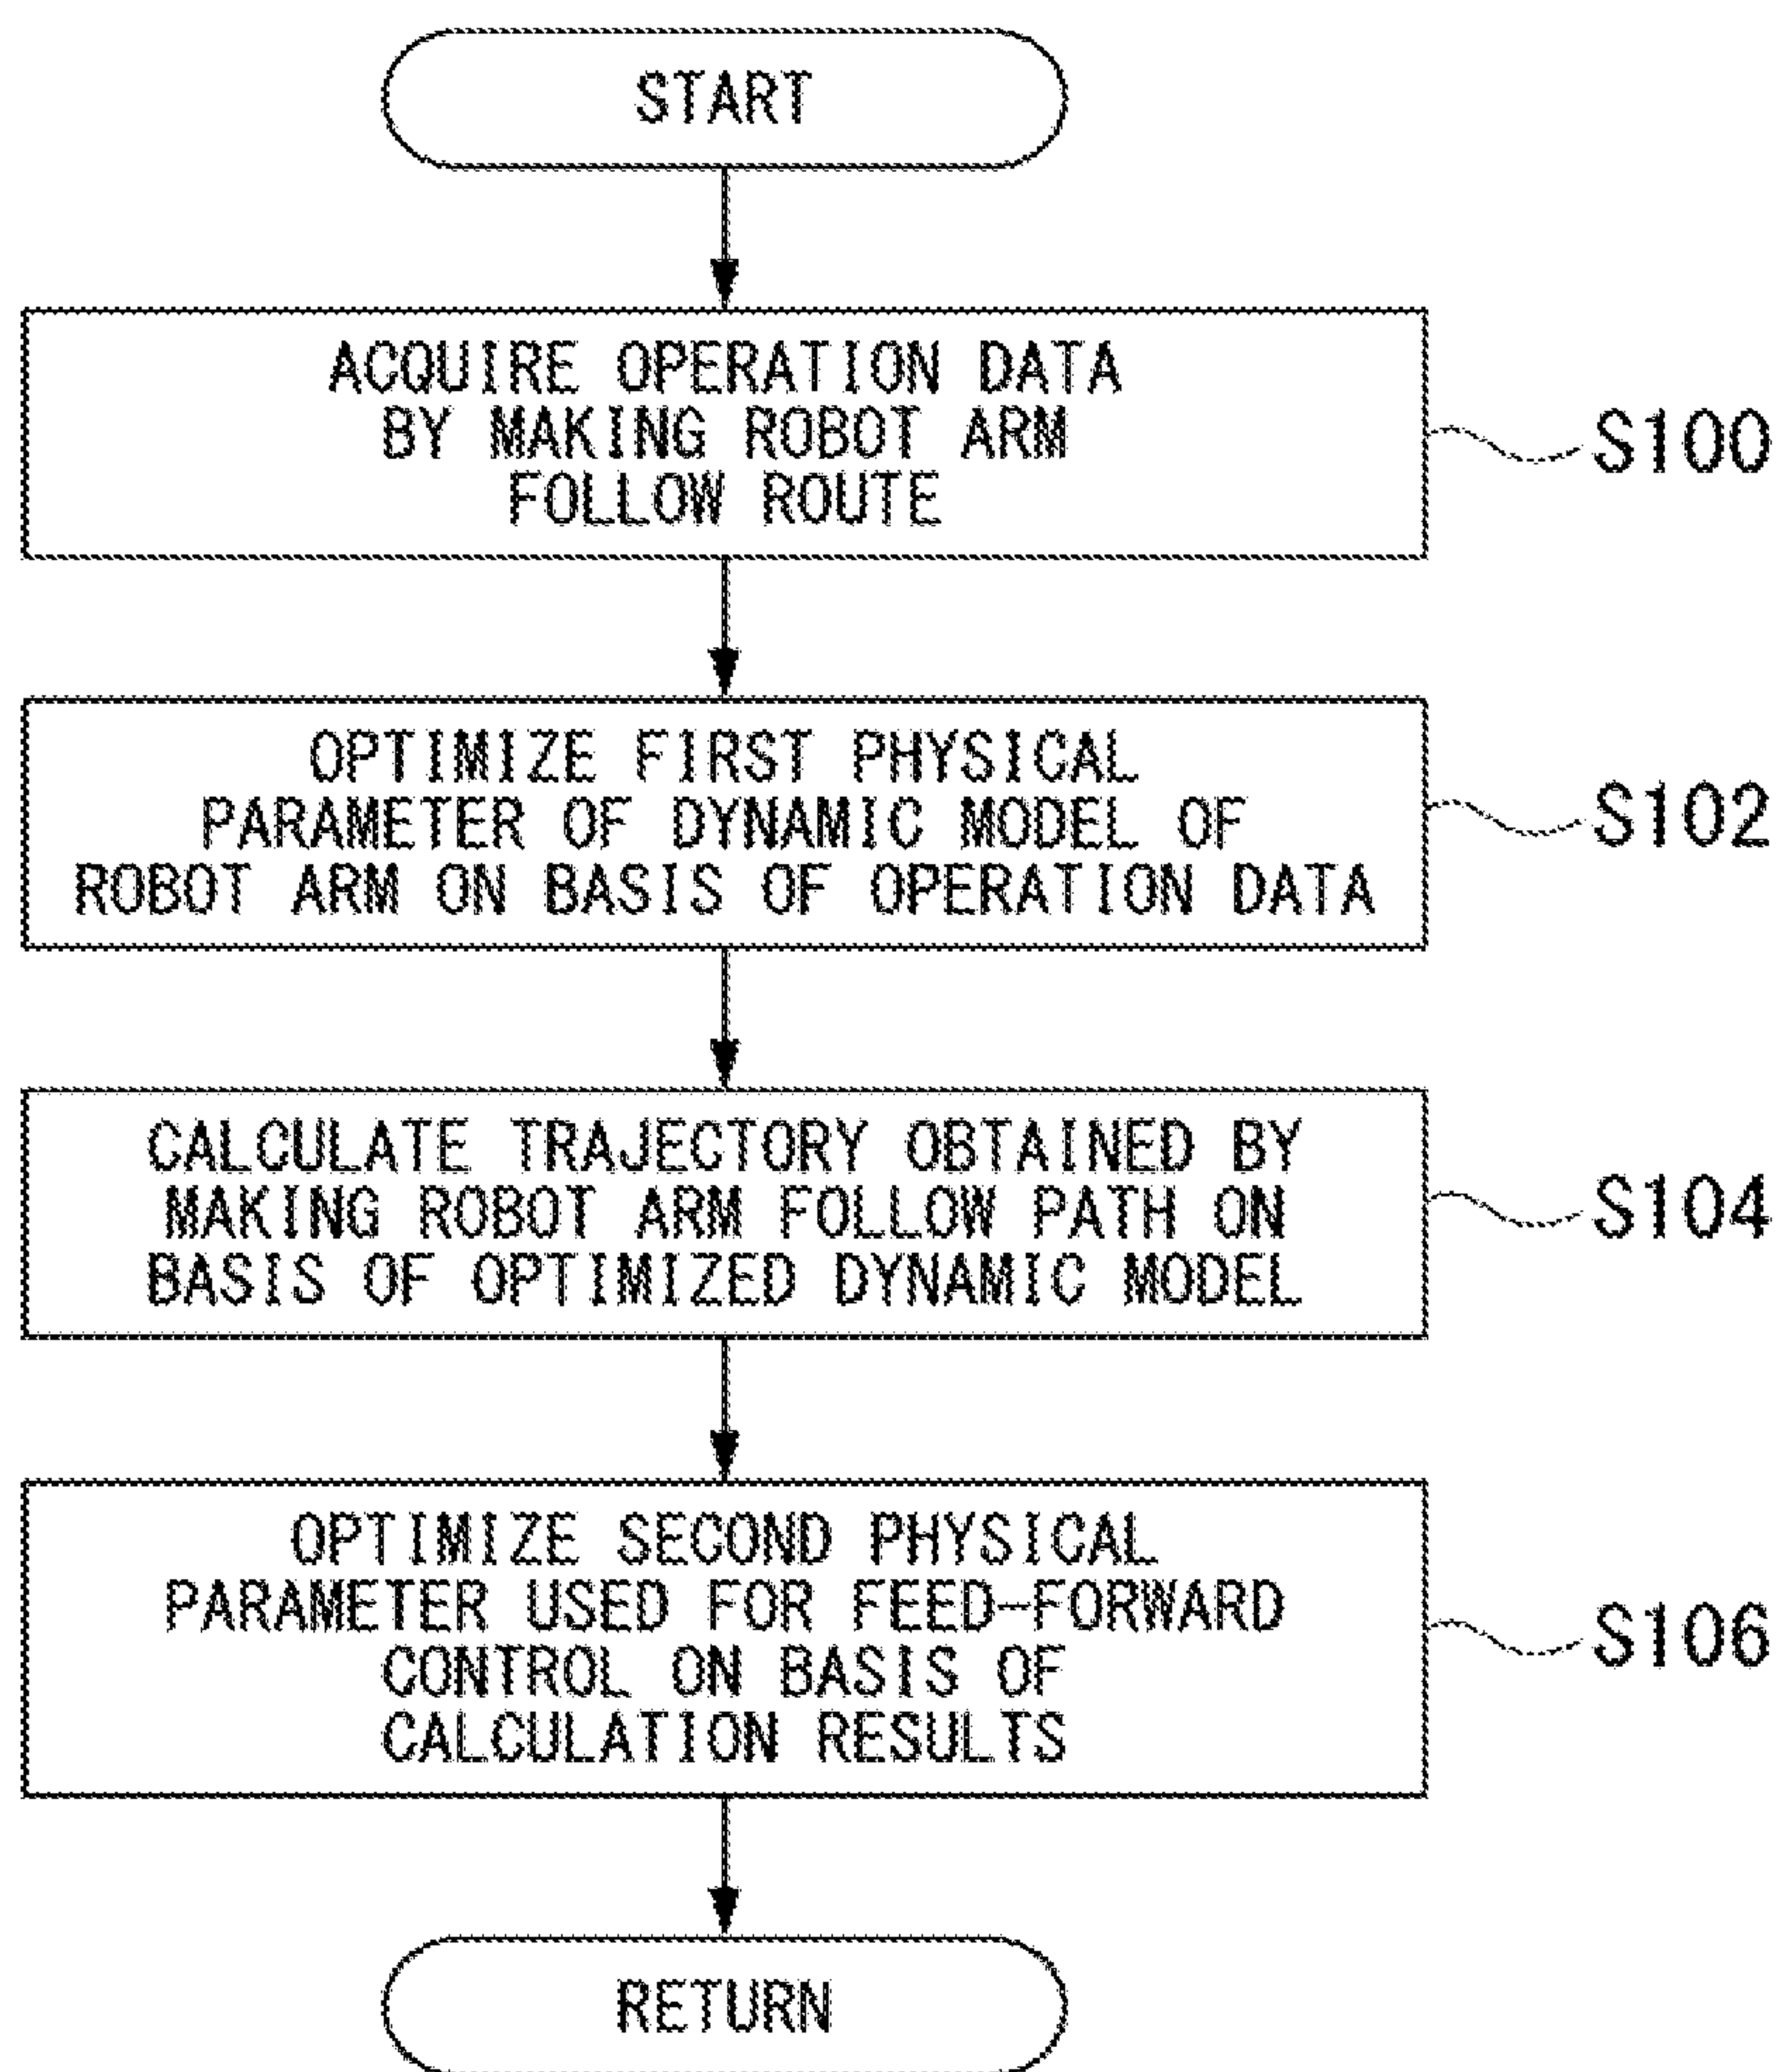 START
ACQUIRE OPERATION DATA
BY MAKING ROBOT ARM
FOLLOW ROUTE
S100
OPTIMIZE FIRST PHYSICAL
PARAMETER OF DYNAMIC MODEL OF
ROBOT ARM ON BASIS OF OPERATION DATA
S102
CALCULATE TRAJECTORY OBTAINED BY
MAKING ROBOT ARM FOLLOW PATH ON
BASIS OF OPTIMIZED DYNAMIC MODEL
S104
OPTIMIZE SECOND PHYSICAL
PARAMETER USED FOR FEED-FORWARD
CONTROL ON BASIS OF
CALCULATION RESULTS
S106
RETURN